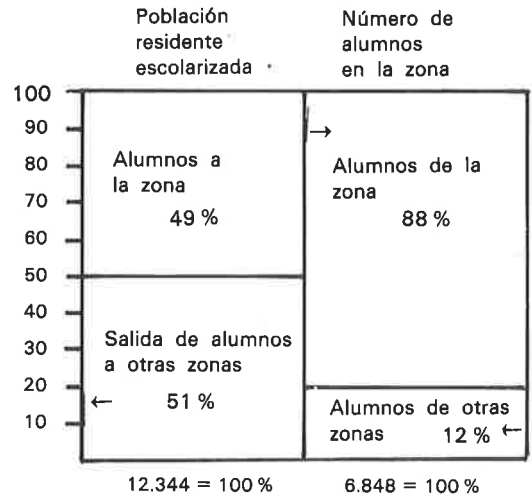 Población
residente
escolarizada
Número de
alumnos
en la zona
100
90
80
70
60
50
40
30
20
10
Alumnos a
la zona
49 %
Salida de alumnos
a otras zonas
← 51 %
→
Alumnos de la
zona
88 %
Alumnos de otras
zonas 12 % ←
12.344 = 100 %
6.848 = 100 %